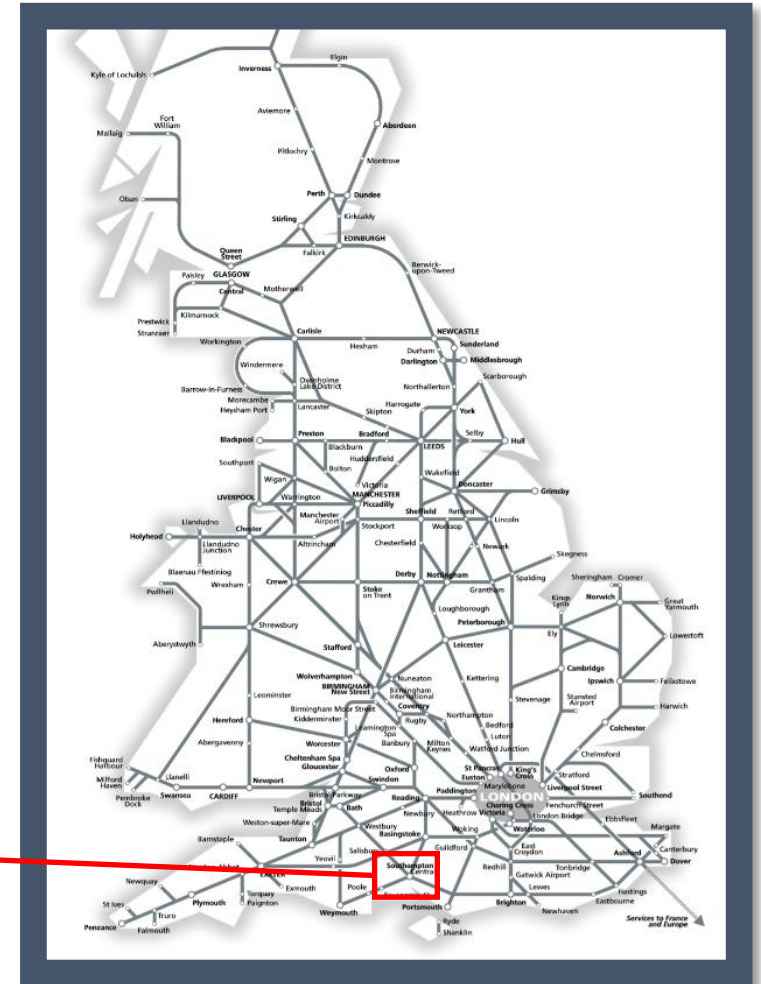 Elgin
Inverness
Kyle of Lochalsh
Aviemore
Fort
William
Aberdeen
Mallaig
Pitlochry
Montrose
Perth
Dundee
Oban
Stirling
Kirkcaldy
EDINBURGH
Queen
Street
Falkirk
Berwick-
upon-Tweed
Paisley
GLASGOW
Central
Motherwell
Kilmarnock
Prestwick
Stranraer
Carlisle
NEWCASTLE
Workington
Hexham
Sunderland
Durham
Darlington
Middlesbrough
Windermere
Scarborough
Oxenholme
Lake District
Northallerton
Barrow-in-Furness
Morecambe
Lancaster
Harrogate
York
Heysham Port
Skipton
Preston
Bradford
Selby
Blackpool
Blackburn
LEEDS
Hull
Huddersfield
Southport
Bolton
Wakefield
Wigan
Victoria
Doncaster
LIVERPOOL
Warrington
MANCHESTER
Piccadilly
Grimsby
Manchester
Airport
Sheffield
Retford
Llandudno
Stockport
Worksop
Lincoln
Chester
Holyhead
Llandudno
Junction
Altrincham
Chesterfield
Newark
Skegness
Blaenau Ffestiniog
Wrexham
Crewe
Derby
Nottingham
Spalding
Sheringham
Cromer
Pwllheli
Stoke
on Trent
Grantham
Kings
Lynn
Norwich
Great
Yarmouth
Loughborough
Shrewsbury
Peterborough
Ely
Lowestoft
Aberystwyth
Stafford
Leicester
Wolverhampton
Cambridge
BIRMINGHAM
New Street
Nuneaton
Kettering
Ipswich
Felixstowe
Leominster
Birmingham
International
Stevenage
Stansted
Airport
Birmingham Moor Street
Coventry
Harwich
Hereford
Kidderminster
Rugby
Northampton
Leamington
Spa
Bedford
Colchester
Abergavenny
Worcester
Banbury
Milton
Keynes
Luton
Watford Junction
Chelmsford
Fishguard
Harbour
Cheltenham Spa
Gloucester
Oxford
St Pancras
King's
Cross
Llanelli
Newport
Swindon
Euston
Stratford
Milford
Haven
Marylebone
Liverpool Street
Pembroke
Dock
Swansea
CARDIFF
Bristol Parkway
Reading
Paddington
LONDON
Southend
Bristol
Temple Meads
Bath
Charing Cross
Fenchurch Street
Newbury
Heathrow
Victoria
London Bridge
Ebbsfleet
Weston-super-Mare
Westbury
Woking
Waterloo
Margate
Barnstaple
Taunton
Basingstoke
Guildford
East
Croydon
Canterbury
Yeovil
Salisbury
Redhill
Tonbridge
Ashford
Dover
Southampton
Central
Gatwick Airport
EXETER
Newquay
Exmouth
Poole
Lewes
Hastings
Torquay
Eastbourne
St Ives
Plymouth
Paignton
Weymouth
Portsmouth
Brighton
Newhaven
Truro
Ryde
Services to France
and Europe
Penzance
Falmouth
Shanklin